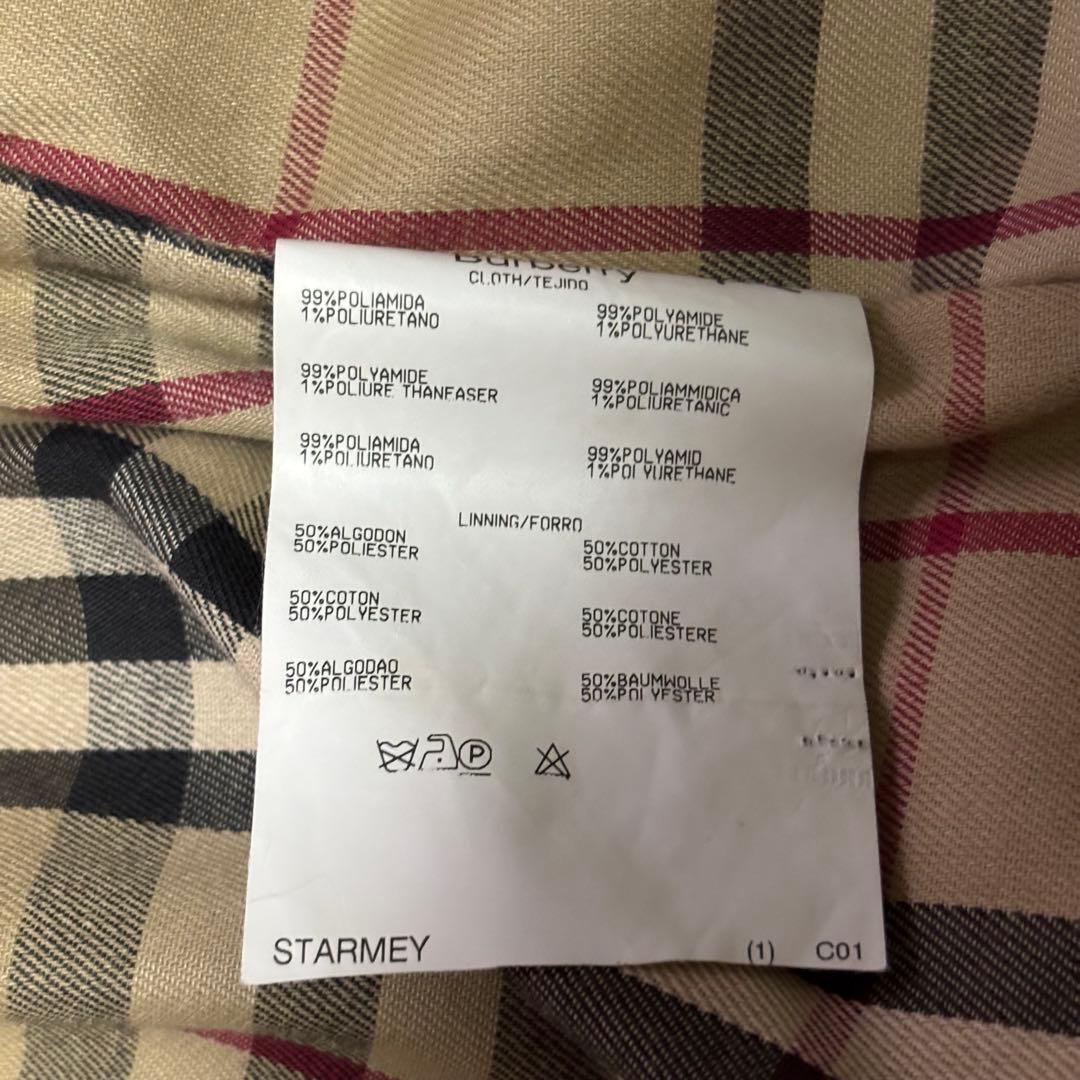 Burberry
CLOTH/TEJIDO
99%POLIAMIDA
1%POLIURETANO
99%POLYAMIDE
1%POLYURETHANE
99%POLYAMIDE
1%POLIURE THANFASER
99%POLIAMMIDICA
1%POLIURETANIC
99%POLIAMIDA
1%POLIURETANO
99%POLYAMID
1%POLYURETHANE
LINNING/FORRO
50%ALGODON
50%POLIESTER
50%COTTON
50%POLYESTER
50%COTON
50%POLYESTER
50%COTONE
50%POLIESTERE
50%ALGODAO
50%POLIESTER
50%BAUMWOLLE
50%POLYESTER
P
STARMEY (1) C01